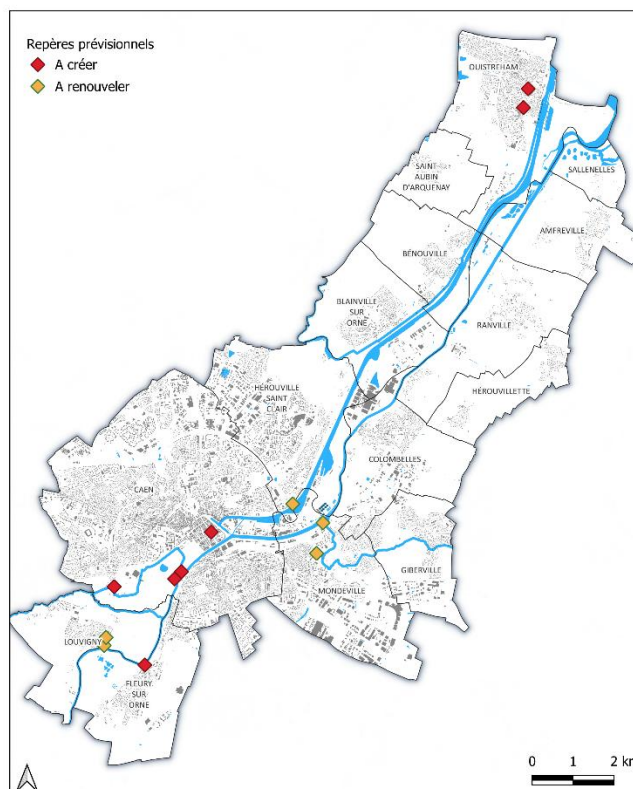 Repères prévisionnels
A créer
A renouveler
OUISTREHAM
SAINT
AUBIN
D'ARQUENAY
SALLENELLES
AMFREVILLE
BÉNOUVILLE
BLAINVILLE
SUR
ORNE
RANVILLE
HÉROUVILLE
SAINT
CLAIR
HÉROUVILLETTE
COLOMBELLES
CAEN
GIBERVILLE
MONDEVILLE
LOUVIGNY
FLEURY
SUR
ORNE
0 1 2 km